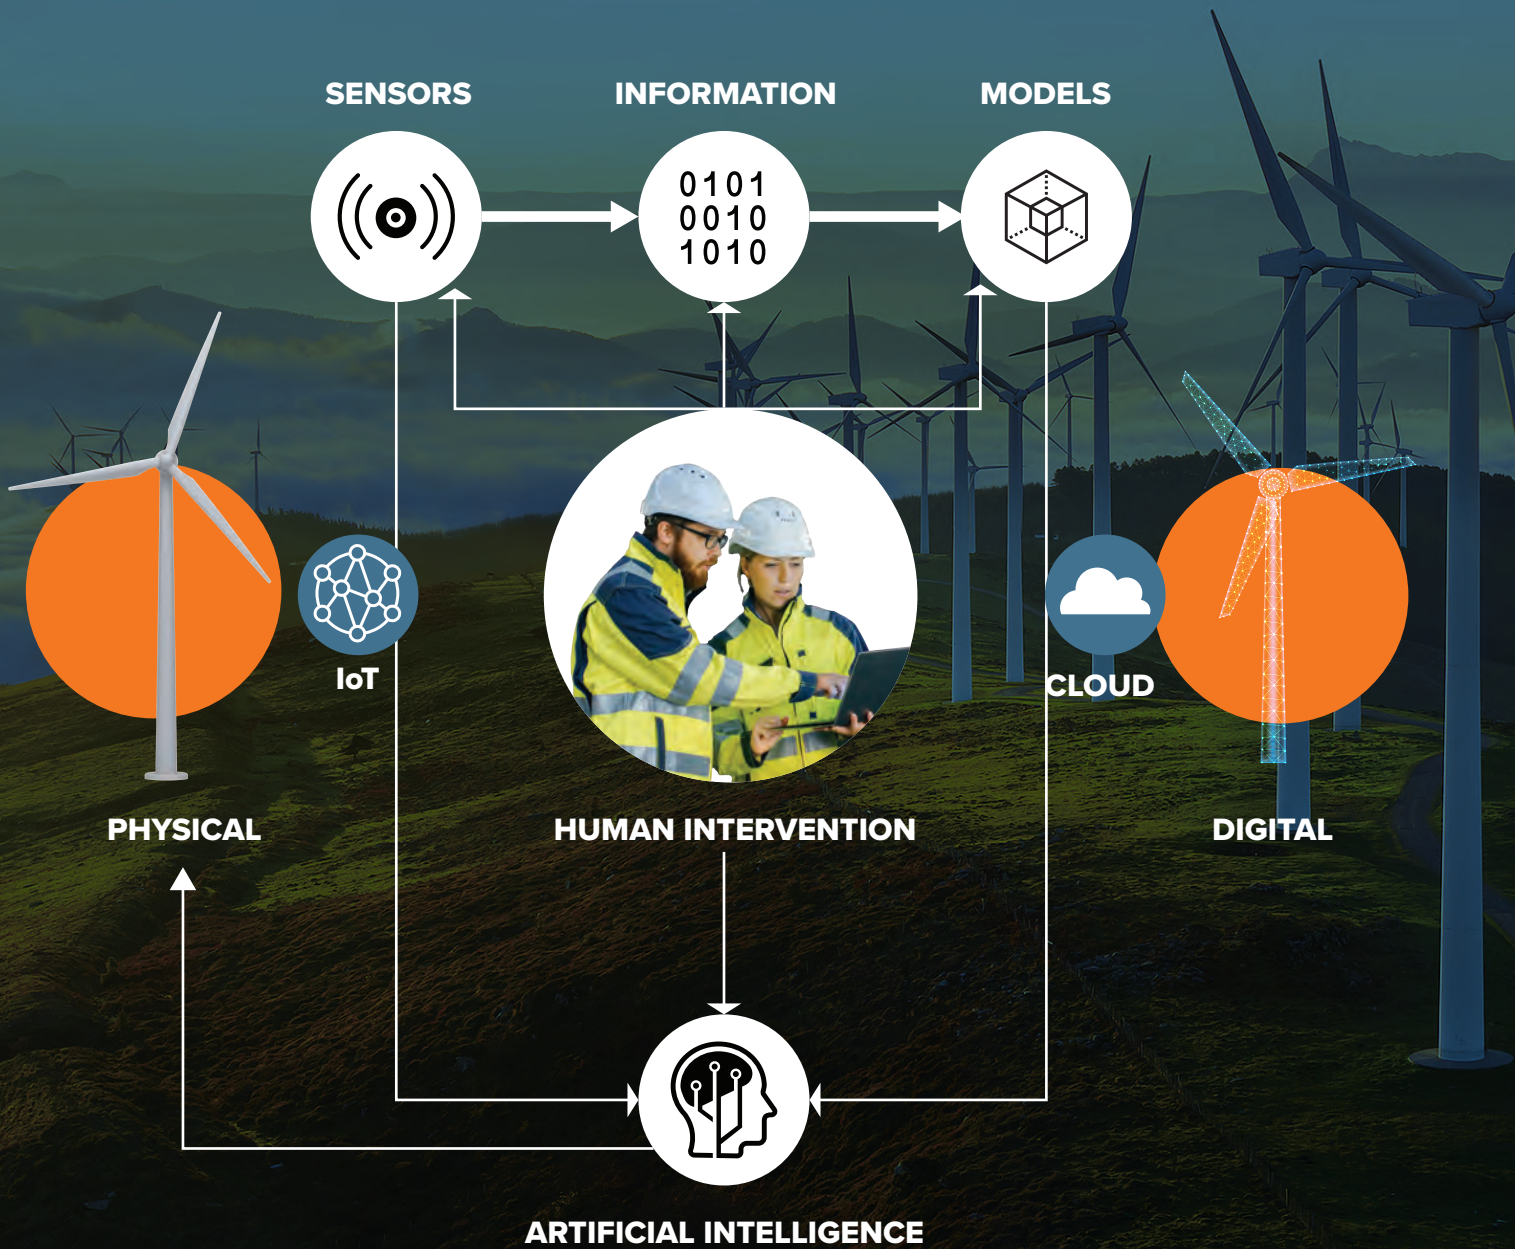 SENSORS
INFORMATION
MODELS
0101
0010
1010
IoT
CLOUD
PHYSICAL
HUMAN INTERVENTION
DIGITAL
ARTIFICIAL INTELLIGENCE